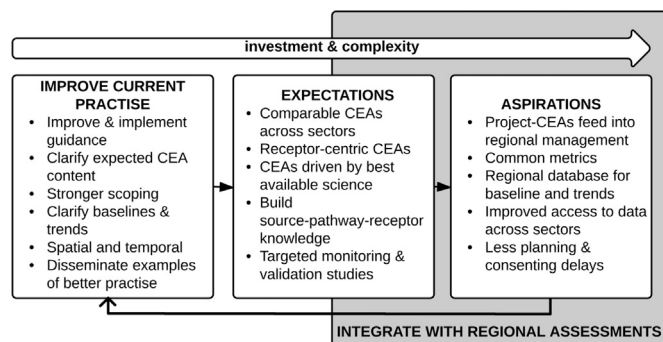 investment & complexity
IMPROVE CURRENT
PRACTISE
• Improve & implement
guidance
• Clarify expected CEA
content
• Stronger scoping
• Clarify baselines &
trends
• Spatial and temporal
• Disseminate examples
of better practise
EXPECTATIONS
• Comparable CEAs
across sectors
• Receptor-centric CEAs
• CEAs driven by best
available science
• Build
source-pathway-receptor
knowledge
• Targeted monitoring &
validation studies
ASPIRATIONS
• Project-CEAs feed into
regional management
• Common metrics
• Regional database for
baseline and trends
• Improved access to data
across sectors
• Less planning &
consenting delays
INTEGRATE WITH REGIONAL ASSESSMENTS